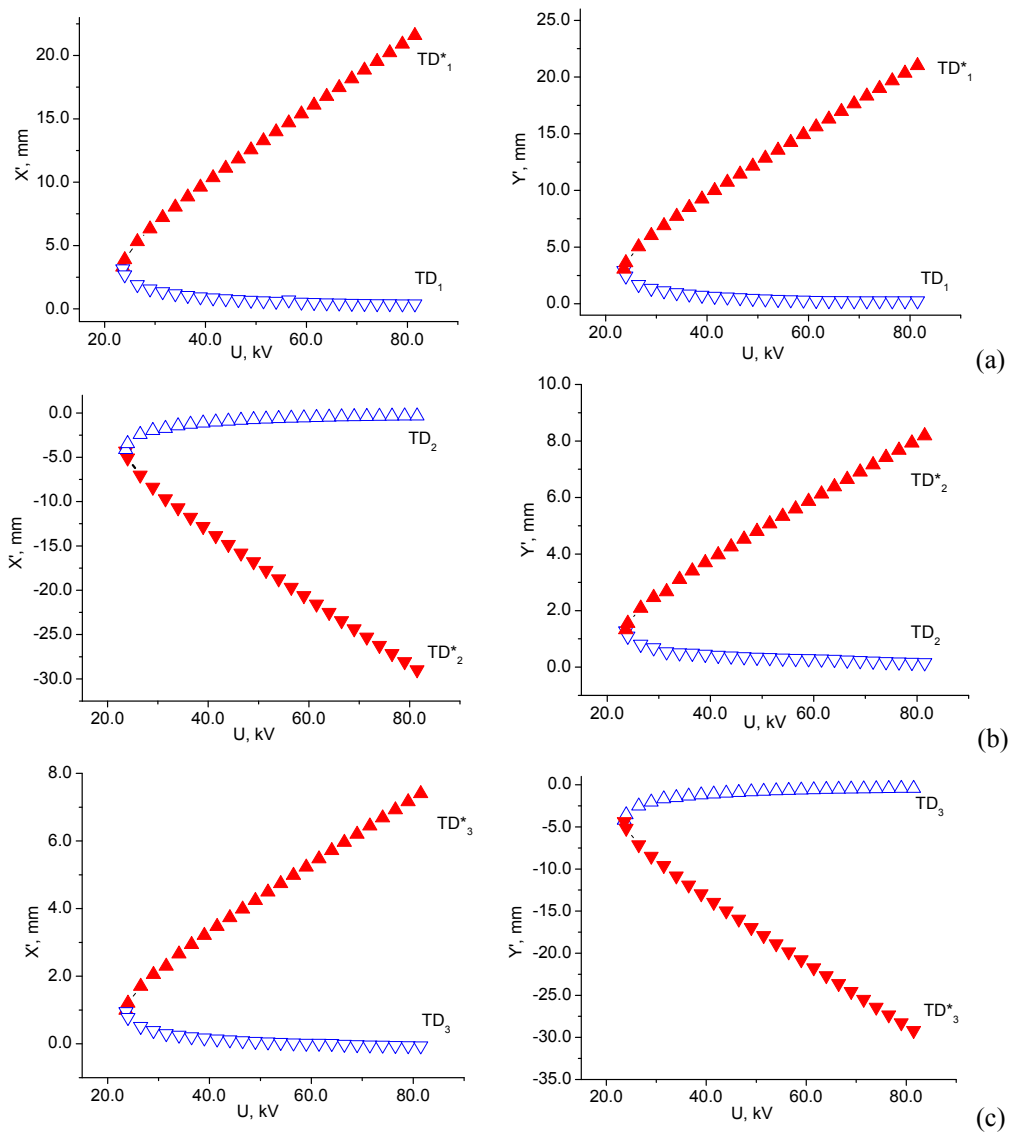 20.0
15.0
10.0
5.0
0.0
X', mm
TD*1
TD1
20.0 40.0 60.0 80.0
U, kV
25.0
20.0
15.0
10.0
5.0
0.0
Y', mm
TD*1
TD1
20.0 40.0 60.0 80.0
U, kV
(a)
0.0
-5.0
-10.0
-15.0
-20.0
-25.0
-30.0
X', mm
TD2
TD*2
20.0 40.0 60.0 80.0
U, kV
10.0
8.0
6.0
4.0
2.0
0.0
Y', mm
TD*2
TD2
20.0 40.0 60.0 80.0
U, kV
(b)
8.0
6.0
4.0
2.0
0.0
X', mm
TD*3
TD3
20.0 40.0 60.0 80.0
U, kV
0.0
-5.0
-10.0
-15.0
-20.0
-25.0
-30.0
-35.0
Y', mm
TD3
TD*3
20.0 40.0 60.0 80.0
U, kV
(c)